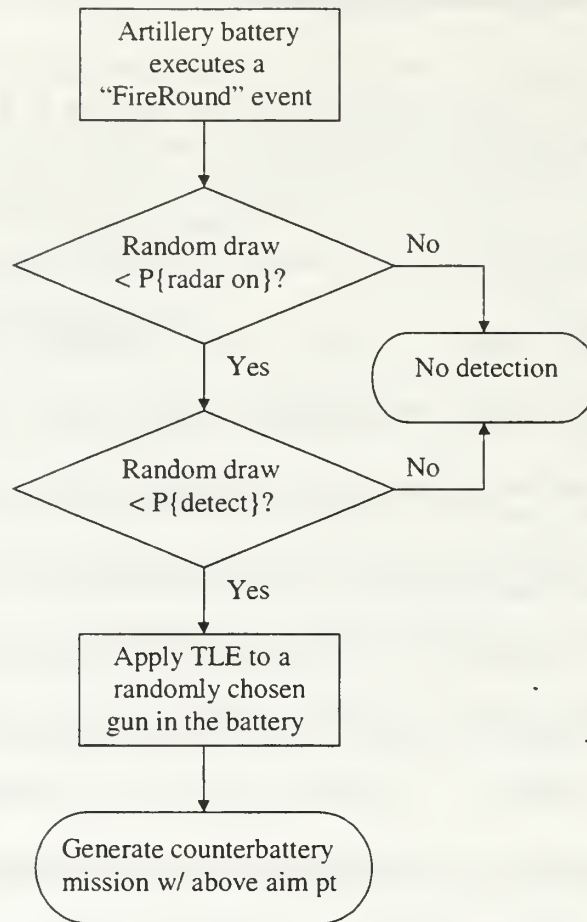 Artillery battery
executes a
“FireRound” event
Random draw
< P{radar on}?
No
Yes
No detection
Random draw
< P{detect}?
No
Yes
Apply TLE to a
randomly chosen
gun in the battery
Generate counterbattery
mission w/ above aim pt